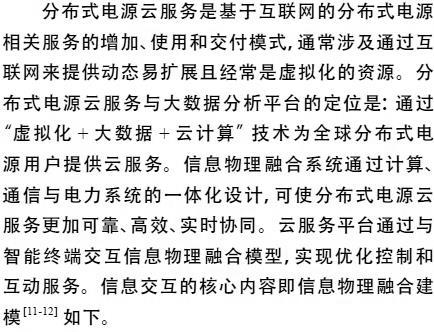 分布式电源云服务是基于互联网的分布式电源
相关服务的增加、使用和交付模式，通常涉及通过互
联网来提供动态易扩展且经常是虚拟化的资源。分
布式电源云服务与大数据分析平台的定位是：通过
“虚拟化＋大数据＋云计算”技术为全球分布式电
源用户提供云服务。信息物理融合系统通过计算、
通信与电力系统的一体化设计，可使分布式电源云
服务更加可靠、高效、实时协同。云服务平台通过与
智能终端交互信息物理融合模型，实现优化控制和
互动服务。信息交互的核心内容即信息物理融合建
模[11-12]如下。